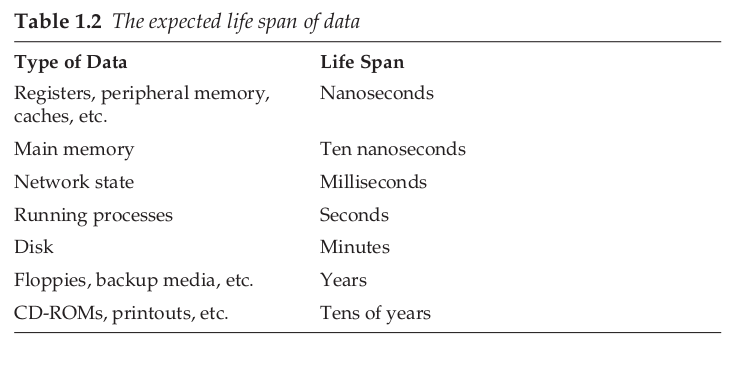 Table 1.2 The expected life span of data
Type of Data Life Span
Registers, peripheral memory, Nanoseconds
caches, etc.
Main memory Ten nanoseconds
Network state Milliseconds
Running processes Seconds
Disk Minutes
Floppies, backup media, etc. Years
CD-ROMs, printouts, etc. Tens of years